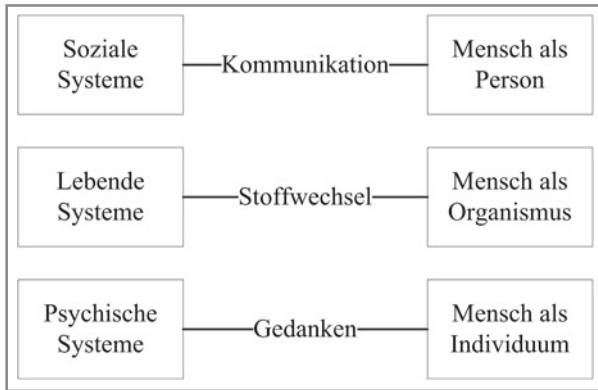 Soziale
Systeme
Kommunikation
Mensch als
Person
Lebende
Systeme
Stoffwechsel
Mensch als
Organismus
Psychische
Systeme
Gedanken
Mensch als
Individuum